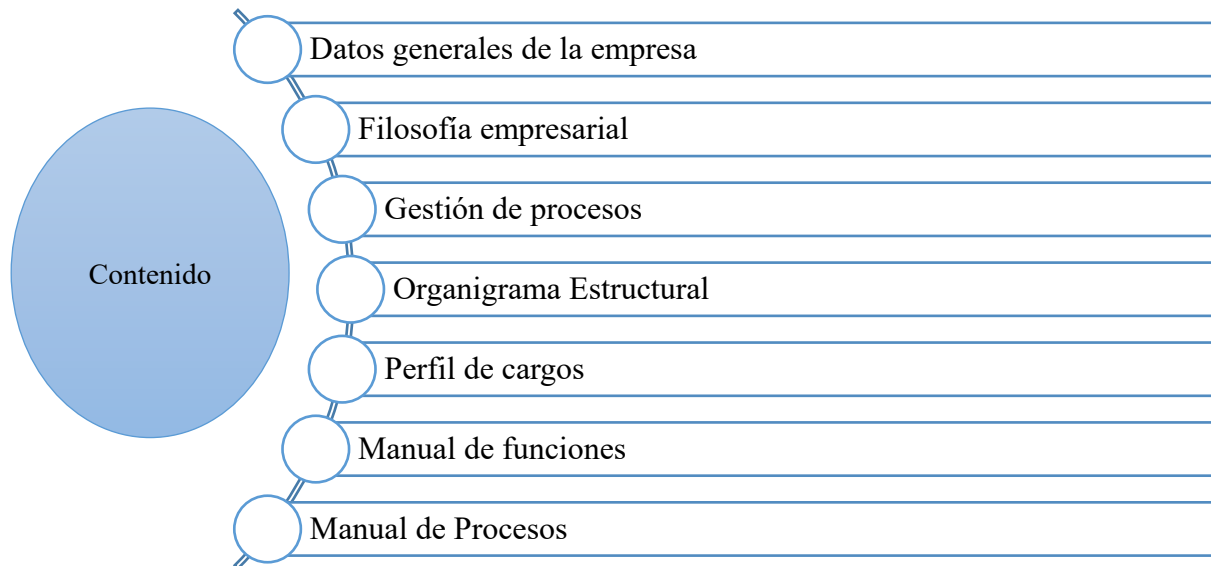 Datos generales de la empresa
Filosofía empresarial
Gestión de procesos
Contenido
Organigrama Estructural
Perfil de cargos
Manual de funciones
Manual de Procesos